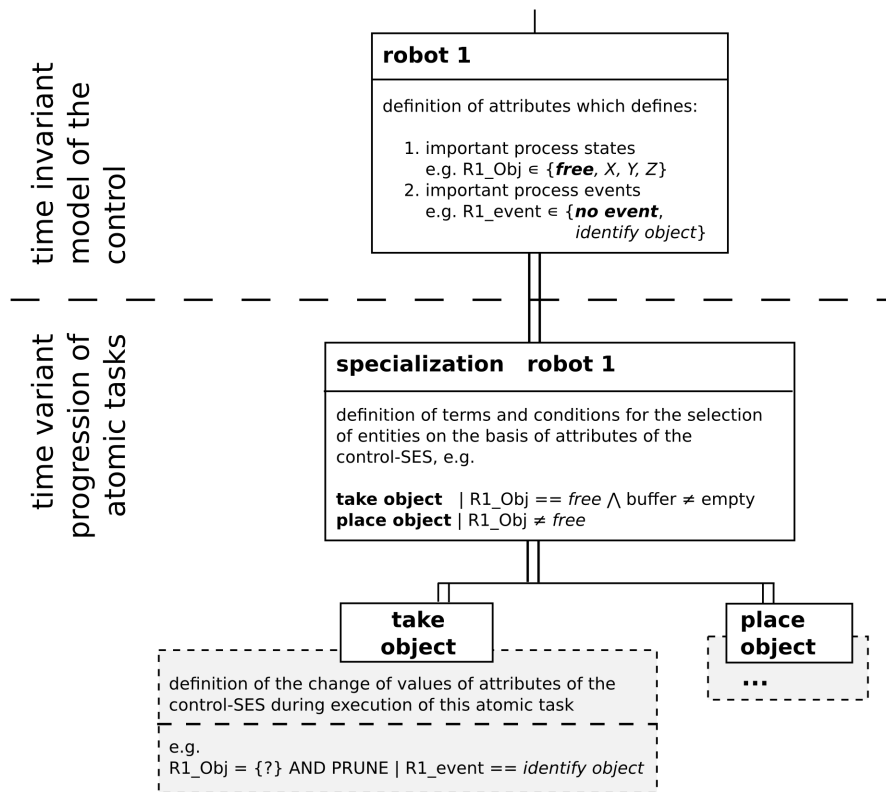 time invariant
model of the
control
robot 1
definition of attributes which defines:
1. important process states
e.g. R1_Obj ∈ {free, X, Y, Z}
2. important process events
e.g. R1_event ∈ {no event,
identify object}
time variant
progression of
atomic tasks
specialization robot 1
definition of terms and conditions for the selection
of entities on the basis of attributes of the
control-SES, e.g.
take object | R1_Obj == free ⋀ buffer ≠ empty
place object | R1_Obj ≠ free
take
object
definition of the change of values of attributes of the
control-SES during execution of this atomic task
e.g.
R1_Obj = {?} AND PRUNE | R1_event == identify object
place
object
...